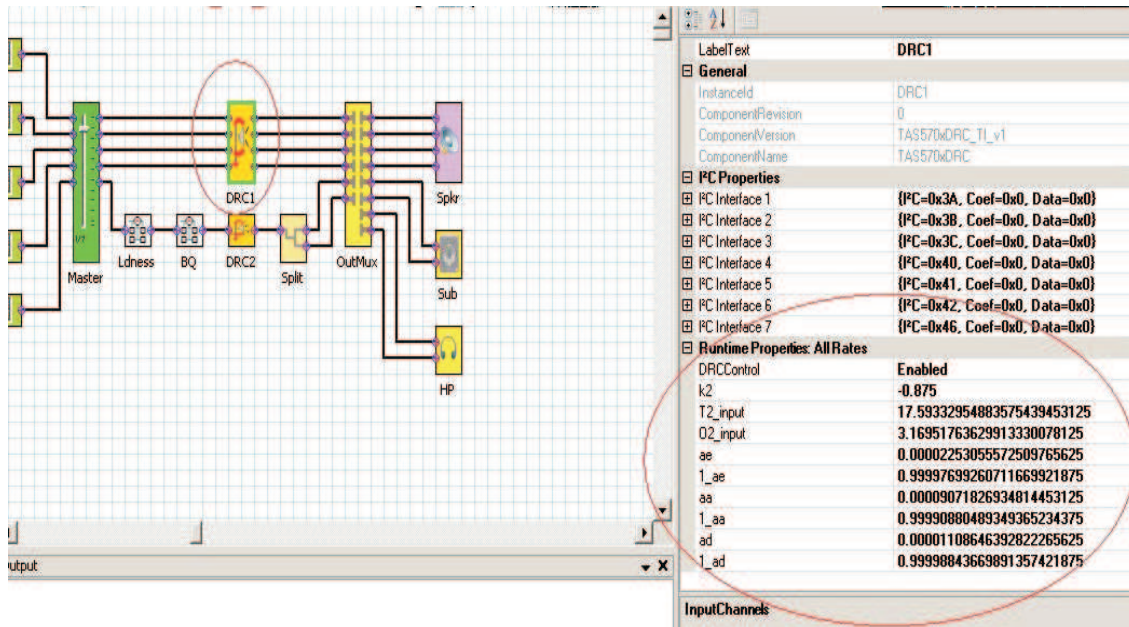 LabelText DRC1
General
InstanceId DRC1
ComponentRevision 0
ComponentVersion TAS570xDRC_TI_v1
ComponentName TAS570xDRC
I²C Properties
I²C Interface 1 {I²C=0x3A, Coef=0x0, Data=0x0}
I²C Interface 2 {I²C=0x3B, Coef=0x0, Data=0x0}
I²C Interface 3 {I²C=0x3C, Coef=0x0, Data=0x0}
I²C Interface 4 {I²C=0x40, Coef=0x0, Data=0x0}
I²C Interface 5 {I²C=0x41, Coef=0x0, Data=0x0}
I²C Interface 6 {I²C=0x42, Coef=0x0, Data=0x0}
I²C Interface 7 {I²C=0x46, Coef=0x0, Data=0x0}
Runtime Properties: All Rates
DRCControl Enabled
k2 -0.875
T2_input 17.59332954883575439453125
O2_input 3.16951763629913330078125
ae 0.00002253055572509765625
1_ae 0.99997699260711669921875
aa 0.00009071826934814453125
1_aa 0.99990880489349365234375
ad 0.00001108646392822265625
1_ad 0.99998843669891357421875
InputChannels
DRC1
Spkr
Master
Ldness
BQ
DRC2
Split
OutMux
Sub
HP
utput